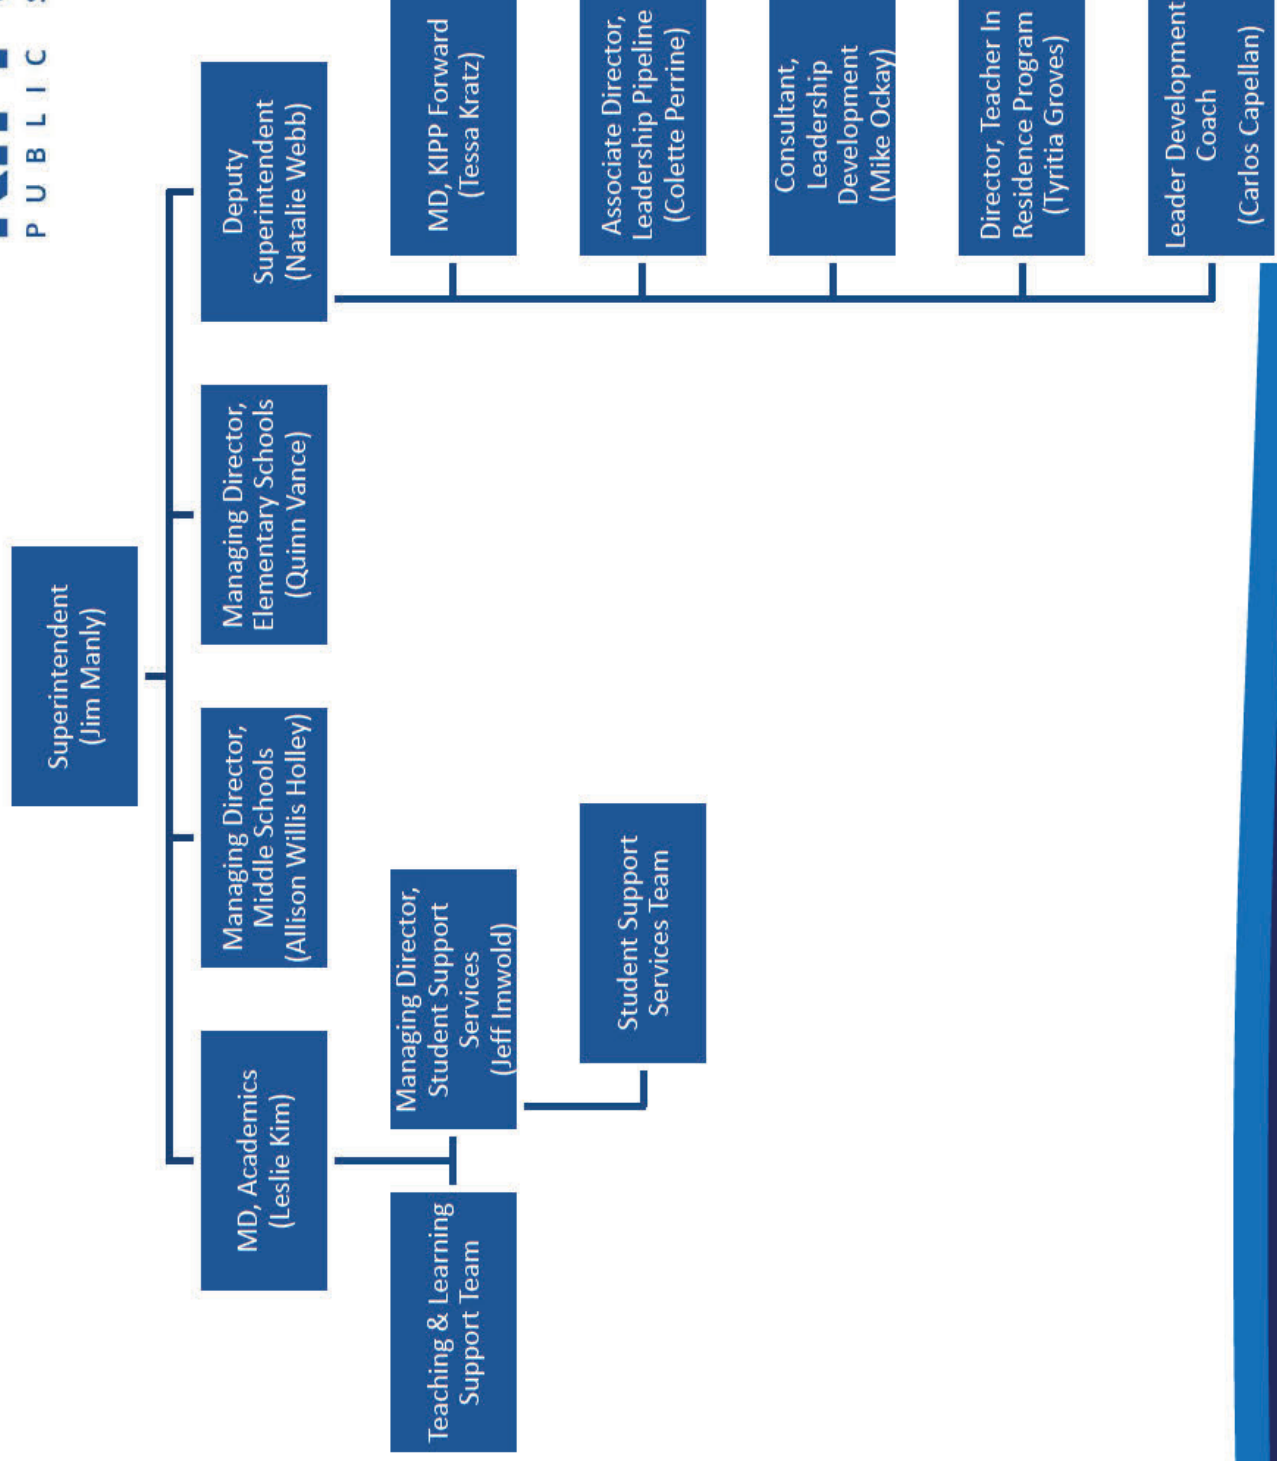 PUBLIC
Superintendent
(Jim Manly)
MD, Academics
(Leslie Kim)
Managing Director,
Middle Schools
(Allison Willis Holley)
Managing Director,
Elementary Schools
(Quinn Vance)
Deputy
Superintendent
(Natalie Webb)
Teaching & Learning
Support Team
Managing Director,
Student Support
Services
(Jeff Imwold)
Student Support
Services Team
MD, KIPP Forward
(Tessa Kratz)
Associate Director,
Leadership Pipeline
(Colette Perrine)
Consultant,
Leadership
Development
(Mike Ockay)
Director, Teacher In
Residence Program
(Tyritia Groves)
Leader Development
Coach
(Carlos Capellan)